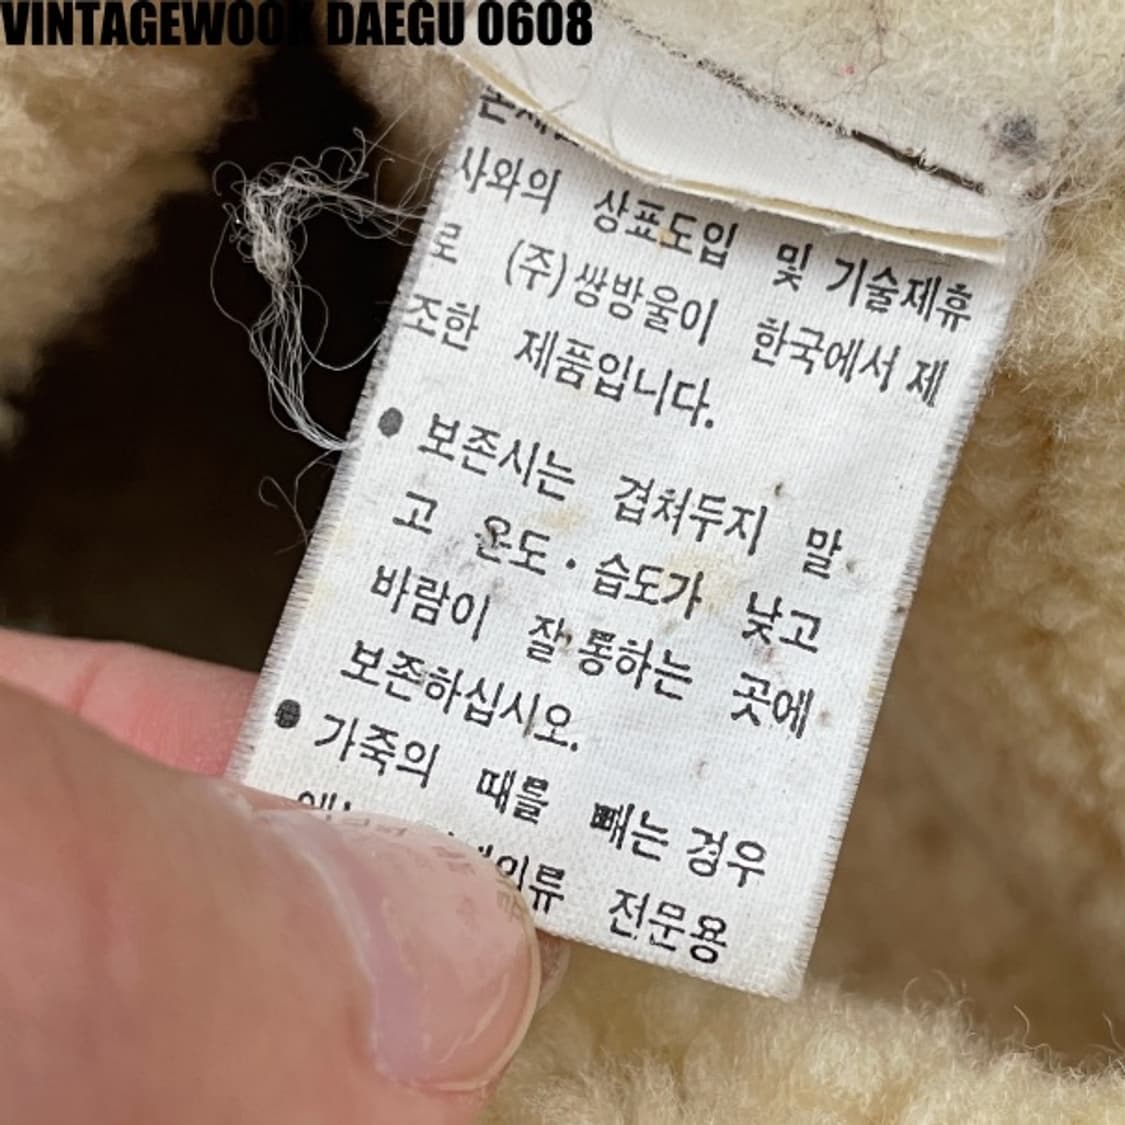 VINTAGEWOOK DAEGU 0608
사와의 상표도입 및 기술제휴
로 (주)쌍방울이 한국에서 제
조한 제품입니다.
● 보존시는 겹쳐두지 말
고 온도·습도가 낮고
바람이 잘 통하는 곳에
보존하십시오.
● 가죽의 때를 빼는 경우
전문용